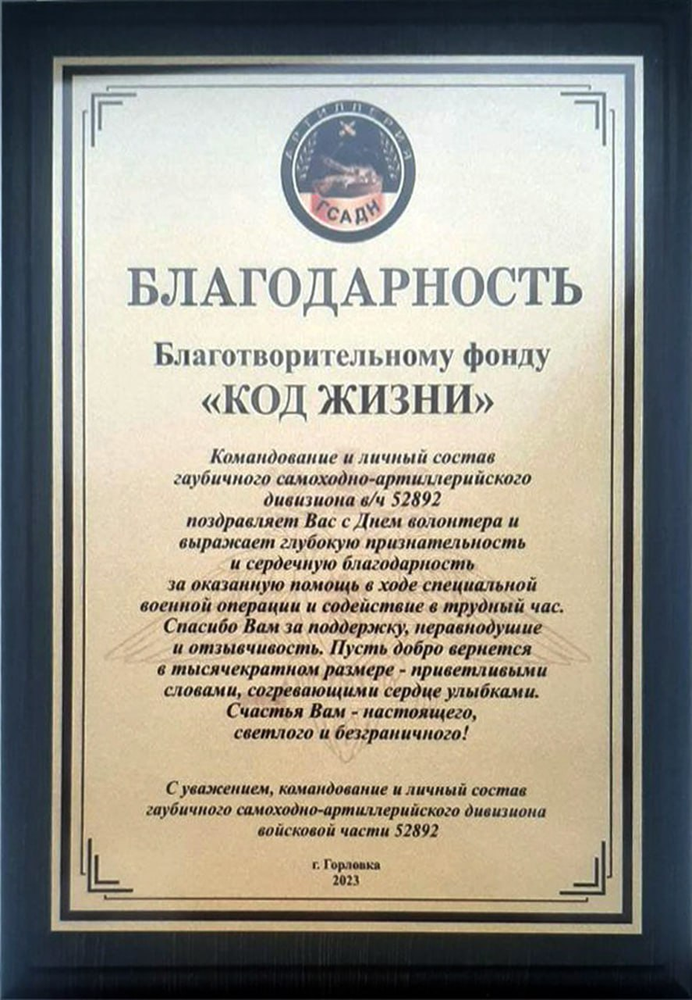 АРТИЛЛЕРИЯ
ГСАДН
БЛАГОДАРНОСТЬ
Благотворительному фонду
«КОД ЖИЗНИ»
Командование и личный состав
гаубичного самоходно-артиллерийского
дивизиона в/ч 52892
поздравляет Вас с Днем волонтера и
выражает глубокую признательность
и сердечную благодарность
за оказанную помощь в ходе специальной
военной операции и содействие в трудный час.
Спасибо Вам за поддержку, неравнодушие
и отзывчивость. Пусть добро вернется
в тысячекратном размере - приветливыми
словами, согревающими сердце улыбками.
Счастья Вам - настоящего,
светлого и безграничного!
С уважением, командование и личный состав
гаубичного самоходно-артиллерийского дивизиона
войсковой части 52892
г. Горловка
2023